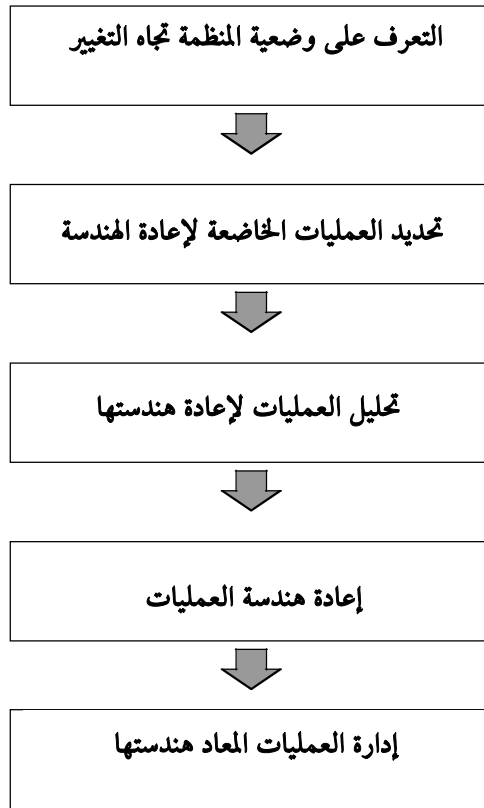 التعرف على وضعية المنظمة تجاه التغيير
تحديد العمليات الخاضعة لإعادة الهندسة
تحليل العمليات لإعادة هندستها
إعادة هندسة العمليات
إدارة العمليات المعاد هندستها